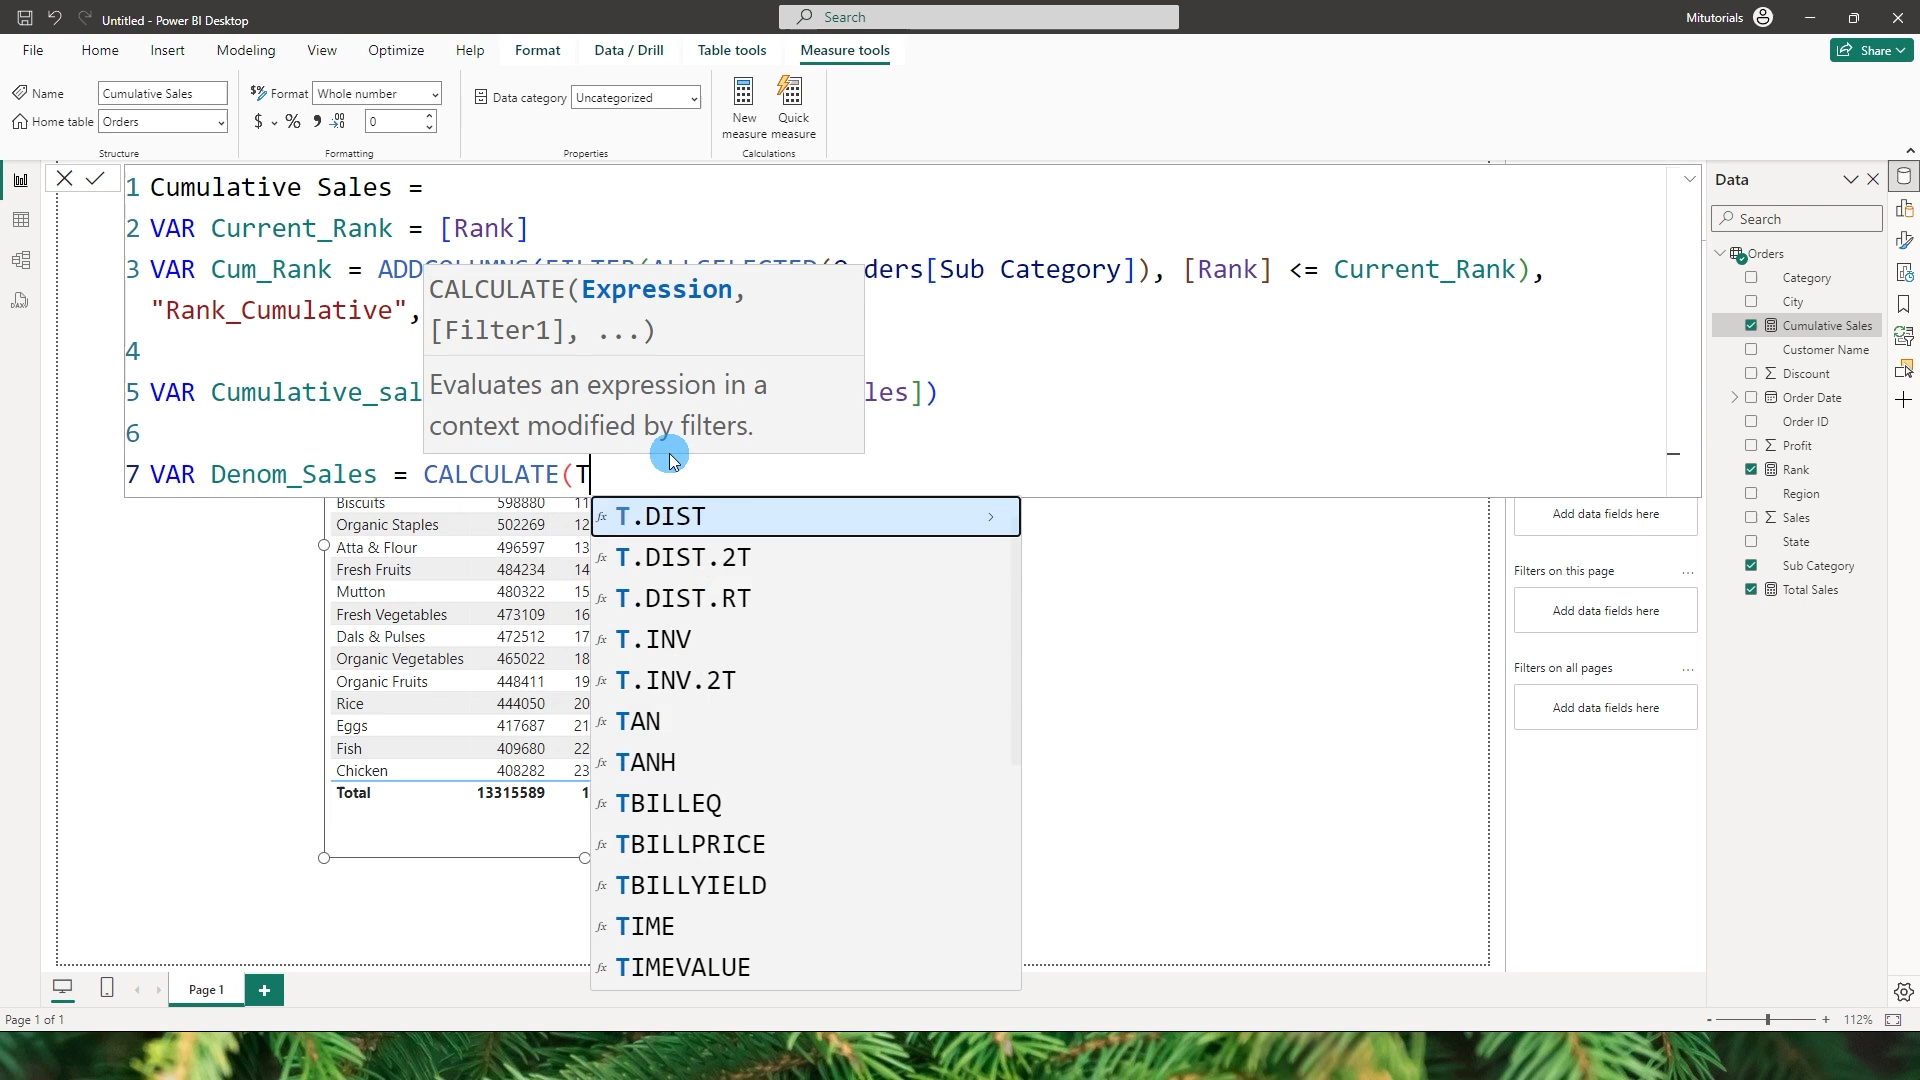 Untitled - Power BI Desktop
Search
Mitutorials
File Home Insert Modeling View Optimize Help Format Data / Drill Table tools Measure tools
Share
Name Cumulative Sales
Home table Orders
Structure
Format Whole number
$ % 0
Formatting
Data category Uncategorized
Properties
New measure
Quick measure
Calculations
1 Cumulative Sales =
2 VAR Current_Rank = [Rank]
3 VAR Cum_Rank = ders[Sub Category]), [Rank] <= Current_Rank),
"Rank_Cumulative",
4
5 VAR Cumulative_sal les])
6
7 VAR Denom_Sales = CALCULATE(T
CALCULATE(Expression,
[Filter1], ...)
Evaluates an expression in a
context modified by filters.
T.DIST
T.DIST.2T
T.DIST.RT
T.INV
T.INV.2T
TAN
TANH
TBILLEQ
TBILLPRICE
TBILLYIELD
TIME
TIMEVALUE
Biscuits 598880 11
Organic Staples 502269 12
Atta & Flour 496597 13
Fresh Fruits 484234 14
Mutton 480322 15
Fresh Vegetables 473109 16
Dals & Pulses 472512 17
Organic Vegetables 465022 18
Organic Fruits 448411 19
Rice 444050 20
Eggs 417687 21
Fish 409680 22
Chicken 408282 23
Total 13315589 1
Add data fields here
Filters on this page ...
Add data fields here
Filters on all pages ...
Add data fields here
Data
Search
Orders
Category
City
Cumulative Sales
Customer Name
Discount
Order Date
Order ID
Profit
Rank
Region
Sales
State
Sub Category
Total Sales
Page 1
Page 1 of 1
112%